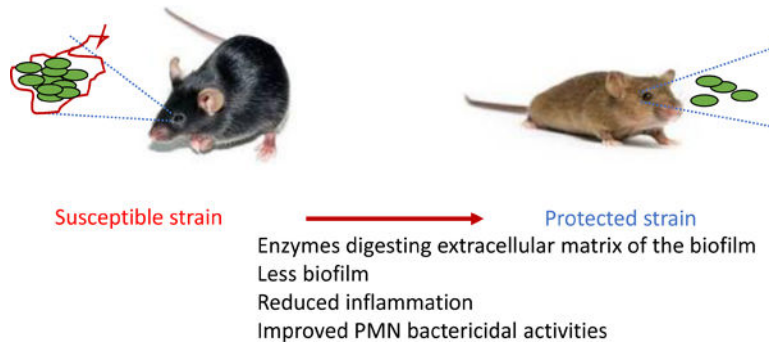 Susceptible strain
Protected strain
Enzymes digesting extracellular matrix of the biofilm
Less biofilm
Reduced inflammation
Improved PMN bactericidal activities